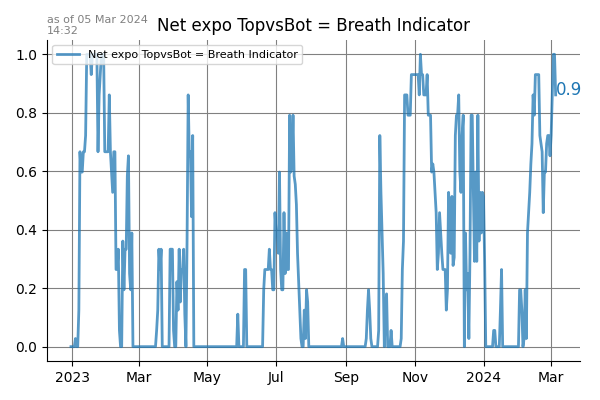 as of 05 Mar 2024
14:32
Net expo TopvsBot = Breath Indicator
Net expo TopvsBot = Breath Indicator
1.0
0.8
0.6
0.4
0.2
0.0
0.9
2023 Mar May Jul Sep Nov 2024 Mar